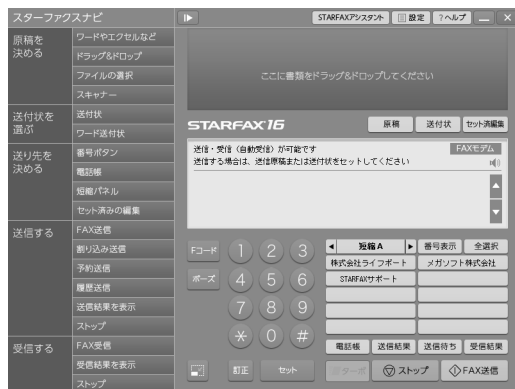 スターファクスナビ
原稿を
決める
ワードやエクセルなど
ドラッグ&ドロップ
ファイルの選択
スキャナー
送付状を
選ぶ
送付状
ワード送付状
送り先を
決める
番号ボタン
電話帳
短縮パネル
セット済みの編集
送信する
FAX送信
割り込み送信
予約送信
履歴送信
送信結果を表示
ストップ
受信する
FAX受信
受信結果を表示
ストップ
STARFAXアシスタント
設定
?ヘルプ
ここに書類をドラッグ&ドロップしてください
STARFAX16
原稿
送付状
セット済編集
送信・受信(自動受信)が可能です
FAXモデム
送信する場合は、送信原稿または送付状をセットしてください
Fコード
1
2
3
ポーズ
4
5
6
7
8
9
*
0
#
訂正
セット
短縮 A
番号表示
全選択
株式会社ライフボート
メガソフト株式会社
STARFAXサポート
電話帳
送信結果
送信待ち
受信結果
ターボ
ストップ
FAX送信